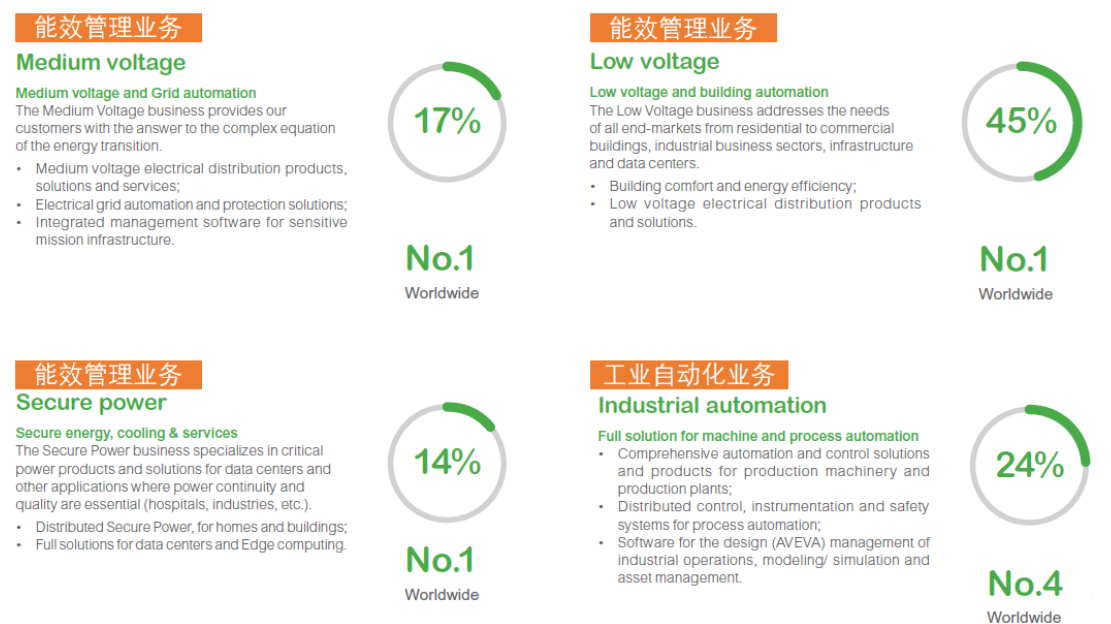 能效管理业务
Medium voltage
Medium voltage and Grid automation
The Medium Voltage business provides our
customers with the answer to the complex equation
of the energy transition.
• Medium voltage electrical distribution products,
solutions and services;
• Electrical grid automation and protection solutions;
• Integrated management software for sensitive
mission infrastructure.
17%
No.1
Worldwide
能效管理业务
Low voltage
Low voltage and building automation
The Low Voltage business addresses the needs
of all end-markets from residential to commercial
buildings, industrial business sectors, infrastructure
and data centers.
• Building comfort and energy efficiency;
• Low voltage electrical distribution products
and solutions.
45%
No.1
Worldwide
能效管理业务
Secure power
Secure energy, cooling & services
The Secure Power business specializes in critical
power products and solutions for data centers and
other applications where power continuity and
quality are essential (hospitals, industries, etc.).
• Distributed Secure Power, for homes and buildings;
• Full solutions for data centers and Edge computing.
14%
No.1
Worldwide
工业自动化业务
Industrial automation
Full solution for machine and process automation
• Comprehensive automation and control solutions
and products for production machinery and
production plants;
• Distributed control, instrumentation and safety
systems for process automation;
• Software for the design (AVEVA) management of
industrial operations, modeling/ simulation and
asset management.
24%
No.4
Worldwide